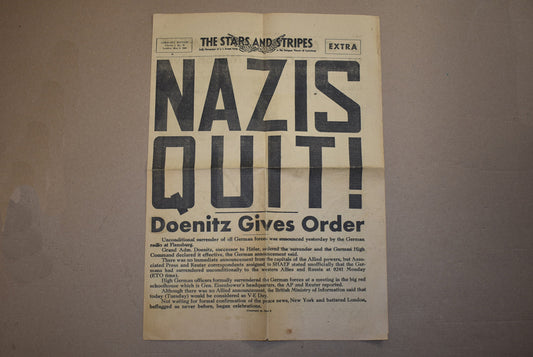 THE STARS AND STRIPES
EXTRA
NAZIS
QUIT!
Doenitz Gives Order
Unconditional surrender of all German forces was announced yesterday by the German
radio at Flensburg.
Grand Adm. Doenitz, successor to Hitler, ordered the surrender and the German High
Command declared it effective, the German announcement said.
There was no immediate announcement from the capitals of the Allied powers, but Asso-
ciated Press and Reuter correspondents assigned to SHAEF stated unofficially that the Ger-
mans had surrendered unconditionally to the western Allies and Russia at 0241 Monday
(ETO time).
High German officers formally surrendered the German forces at a meeting in the big red
schoolhouse which is Gen. Eisenhower's headquarters, the AP and Reuter reported.
Although there was no Allied announcement, the British Ministry of Information said that
today (Tuesday) would be considered as V-E Day.
Not waiting for formal confirmation of the peace news, New York and battered London,
beflagged as never before, began celebrations.